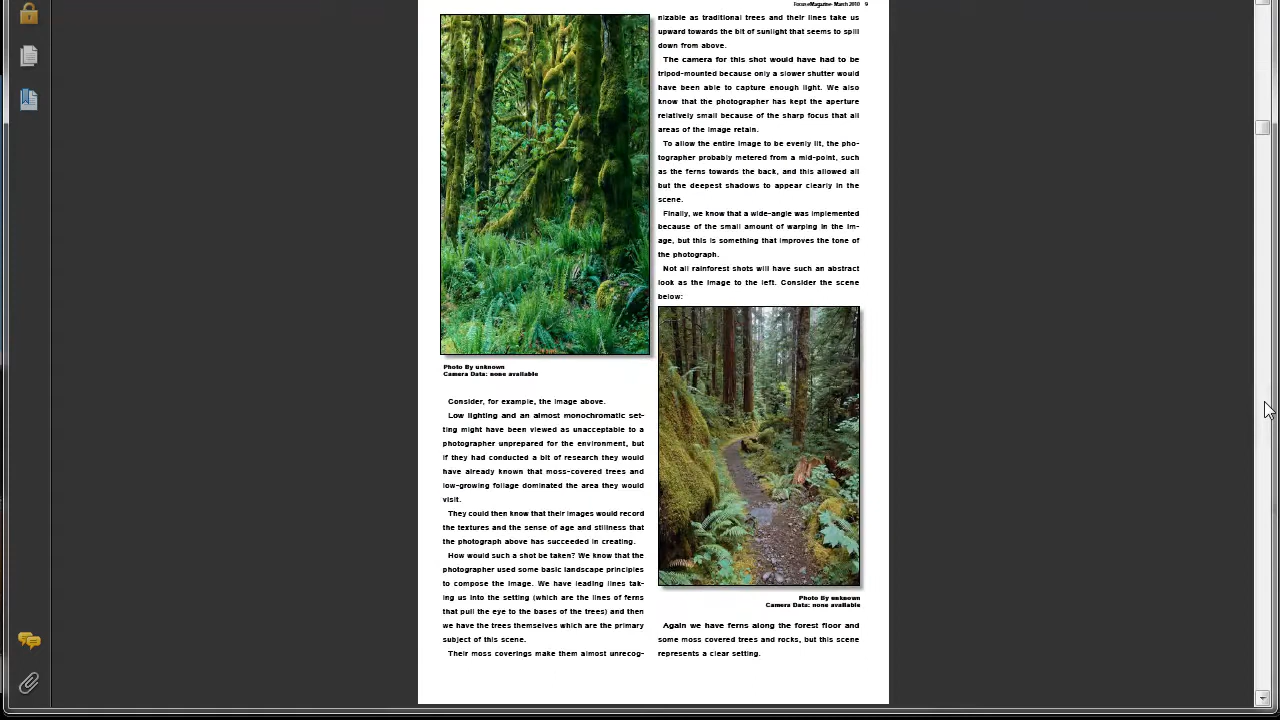 FocusMagazine- March 2010 9
Photo By unknown
Camera Data: none available
Consider, for example, the image above.
Low lighting and an almost monochromatic set-
ting might have been viewed as unacceptable to a
photographer unprepared for the environment, but
if they had conducted a bit of research they would
have already known that moss-covered trees and
low-growing foliage dominated the area they would
visit.
They could then know that their images would record
the textures and the sense of age and stillness that
the photograph above has succeeded in creating.
How would such a shot be taken? We know that the
photographer used some basic landscape principles
to compose the image. We have leading lines tak-
ing us into the setting (which are the lines of ferns
that pull the eye to the bases of the trees) and then
we have the trees themselves which are the primary
subject of this scene.
Their moss coverings make them almost unrecog-
nizable as traditional trees and their lines take us
upward towards the bit of sunlight that seems to spill
down from above.
The camera for this shot would have had to be
tripod-mounted because only a slower shutter would
have been able to capture enough light. We also
know that the photographer has kept the aperture
relatively small because of the sharp focus that all
areas of the image retain.
To allow the entire image to be evenly lit, the pho-
tographer probably metered from a mid-point, such
as the ferns towards the back, and this allowed all
but the deepest shadows to appear clearly in the
scene.
Finally, we know that a wide-angle was implemented
because of the small amount of warping in the im-
age, but this is something that improves the tone of
the photograph.
Not all rainforest shots will have such an abstract
look as the image to the left. Consider the scene
below:
Photo By unknown
Camera Data: none available
Again we have ferns along the forest floor and
some moss covered trees and rocks, but this scene
represents a clear setting.